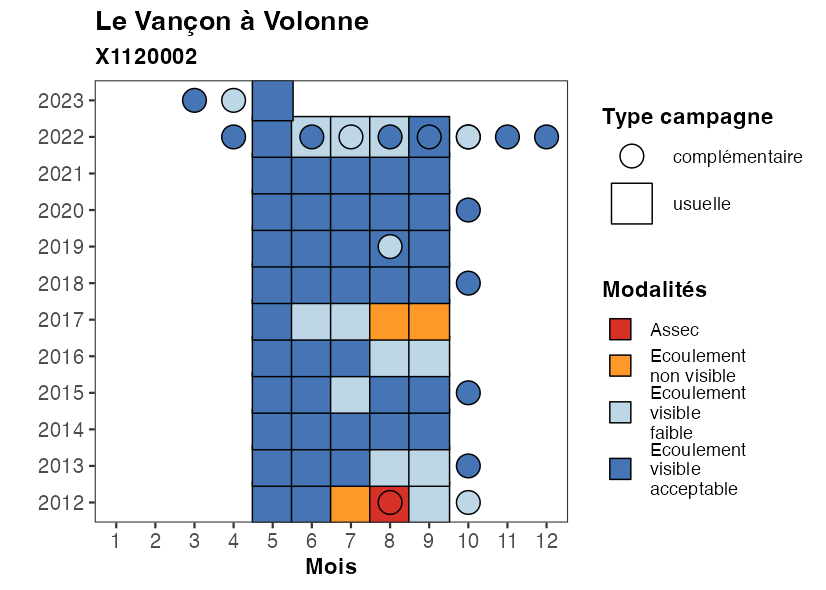 Le Vançon à Volonne
X1120002
2023
2022
2021
2020
2019
2018
2017
2016
2015
2014
2013
2012
1 2 3 4 5 6 7 8 9 10 11 12
Mois
Type campagne
complémentaire
usuelle
Modalités
Assec
Ecoulement
non visible
Ecoulement
visible
faible
Ecoulement
visible
acceptable